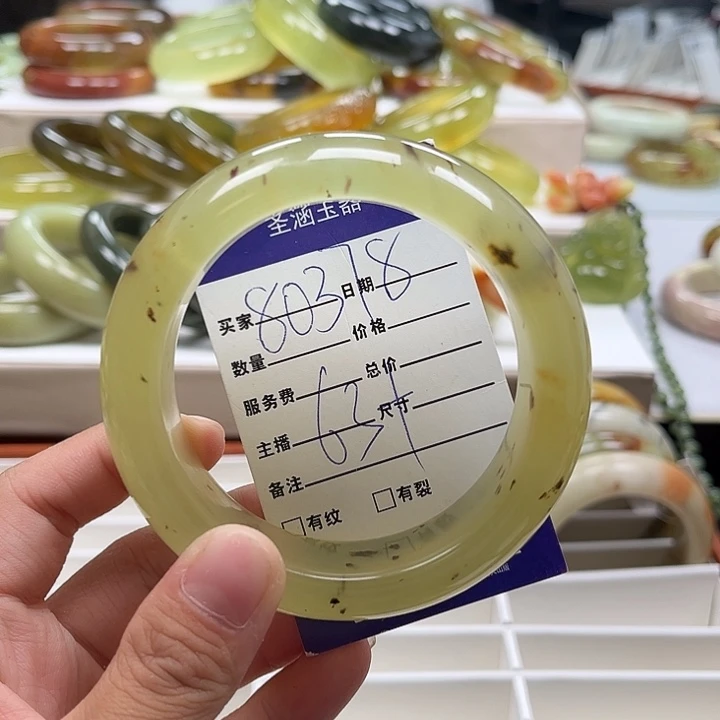 圣涵玉器
买家 80378 日期
数量 价格
服务费 总价
主播 63+ 尺寸
备注
□有纹 □有裂